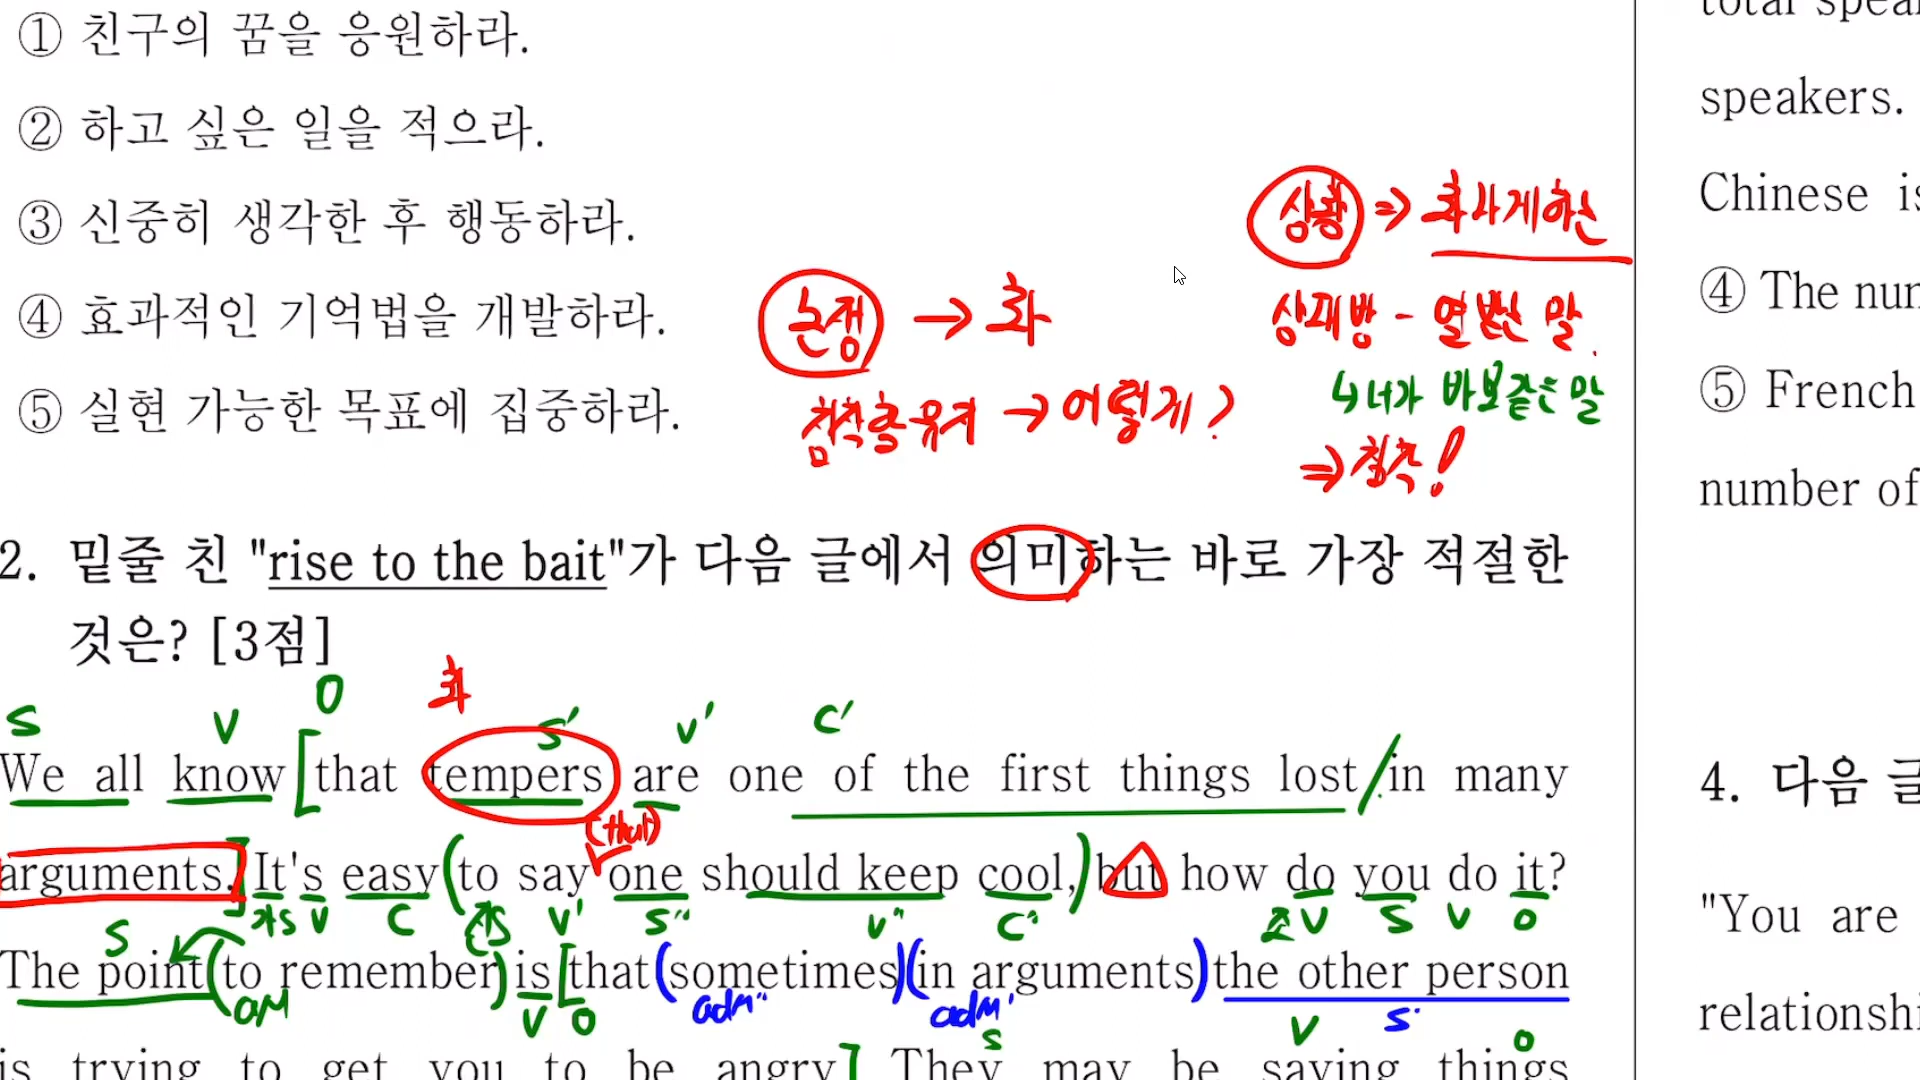 ① 친구의 꿈을 응원하라.
② 하고 싶은 일을 적으라.
③ 신중히 생각한 후 행동하라.
④ 효과적인 기억법을 개발하라.
⑤ 실현 가능한 목표에 집중하라.
논쟁 → 화
침착함 유지 → 어떻게?
상황 ⇒ 화나게 하는
상대방 - 열받는 말.
↳ 너가 바보같은 말
⇒ 침착!
2. 밑줄 친 "rise to the bait"가 다음 글에서 의미하는 바로 가장 적절한
것은? [3점]
화
S V O S' V' C'
We all know [that tempers are one of the first things lost / in many
(that)
arguments.] It's easy (to say one should keep cool,) but how do you do it?
S V C V' S" V" C" V S V O
The point (to remember) is [that (sometimes) (in arguments) the other person
S V S'
is trying to get you to be angry.] They may be saying things
S V O
speakers.
Chinese
④ The
⑤ French
number of
4. 다음
"You are